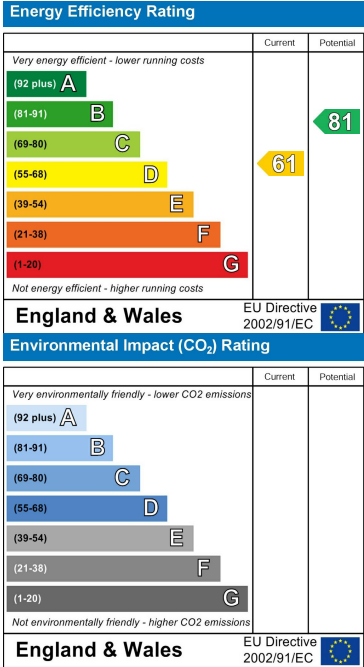 Energy Efficiency Rating
Current Potential
Very energy efficient - lower running costs
(92 plus) A
(81-91) B
81
(69-80) C
(55-68) D
61
(39-54) E
(21-38) F
(1-20) G
Not energy efficient - higher running costs
England & Wales
EU Directive
2002/91/EC
Environmental Impact (CO₂) Rating
Current Potential
Very environmentally friendly - lower CO2 emissions
(92 plus) A
(81-91) B
(69-80) C
(55-68) D
(39-54) E
(21-38) F
(1-20) G
Not environmentally friendly - higher CO2 emissions
England & Wales
EU Directive
2002/91/EC